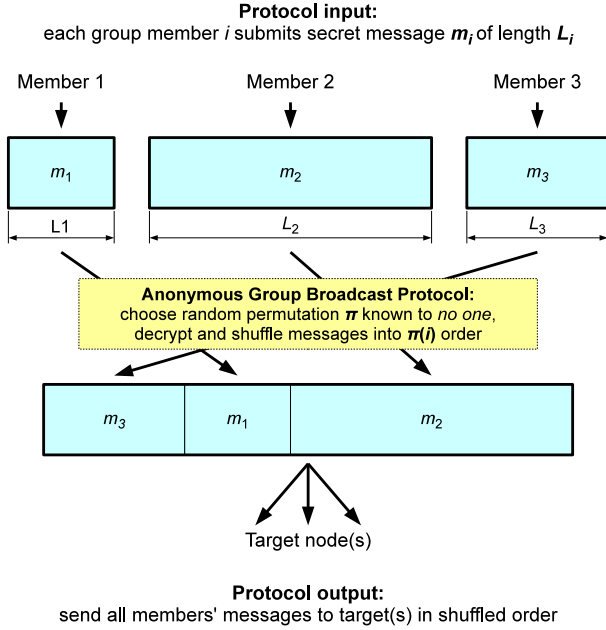 Protocol input:
each group member i submits secret message mᵢ of length Lᵢ
Member 1
Member 2
Member 3
m₁
m₂
m₃
L1
L₂
L₃
Anonymous Group Broadcast Protocol:
choose random permutation π known to no one,
decrypt and shuffle messages into π(i) order
m₃
m₁
m₂
Target node(s)
Protocol output:
send all members' messages to target(s) in shuffled order